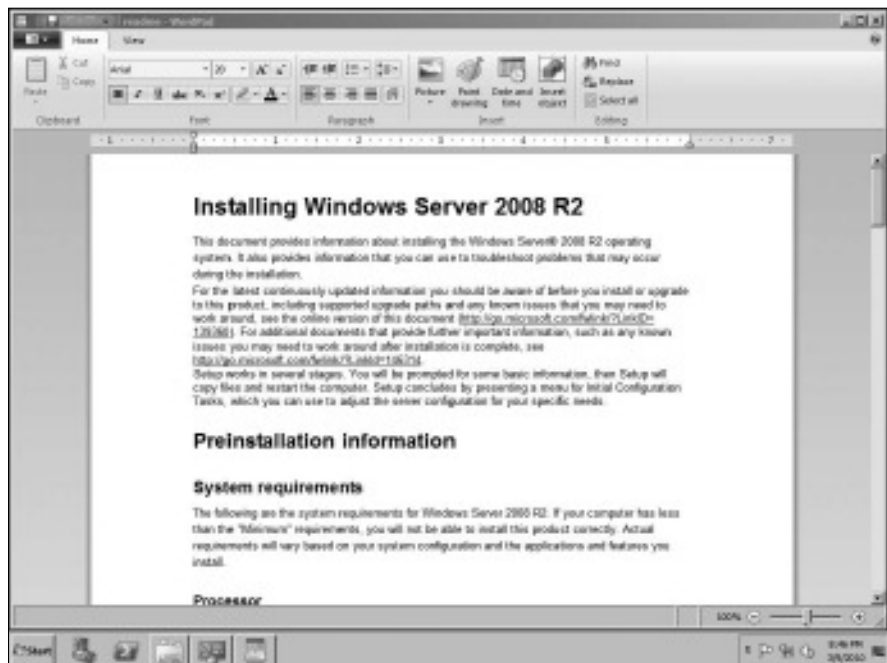 readme - WordPad
Home View
Cut
Copy
Paste
Clipboard
Arial 20
Font
Paragraph
Picture Paint drawing Date and time Insert object
Insert
Find
Replace
Select all
Editing
Installing Windows Server 2008 R2
This document provides information about installing the Windows Server® 2008 R2 operating
system. It also provides information that you can use to troubleshoot problems that may occur
during the installation.
For the latest continuously updated information you should be aware of before you install or upgrade
to this product, including supported upgrade paths and any known issues that you may need to
work around, see the online version of this document (http://go.microsoft.com/fwlink/?LinkID=
139360). For additional documents that provide further important information, such as any known
issues you may need to work around after installation is complete, see
Setup works in several stages. You will be prompted for some basic information, then Setup will
copy files and restart the computer. Setup concludes by presenting a menu for Initial Configuration
Tasks, which you can use to adjust the server configuration for your specific needs.
Preinstallation information
System requirements
The following are the system requirements for Windows Server 2008 R2. If your computer has less
than the "Minimum" requirements, you will not be able to install this product correctly. Actual
requirements will vary based on your system configuration and the applications and features you
install.
Processor
100%
Start